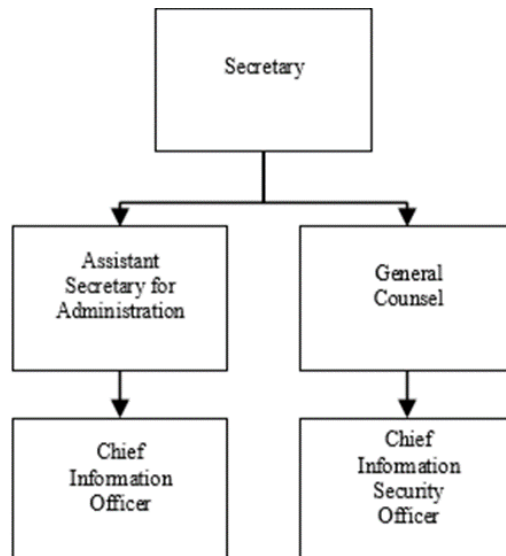 Secretary
Assistant
Secretary for
Administration
General
Counsel
Chief
Information
Officer
Chief
Information
Security
Officer